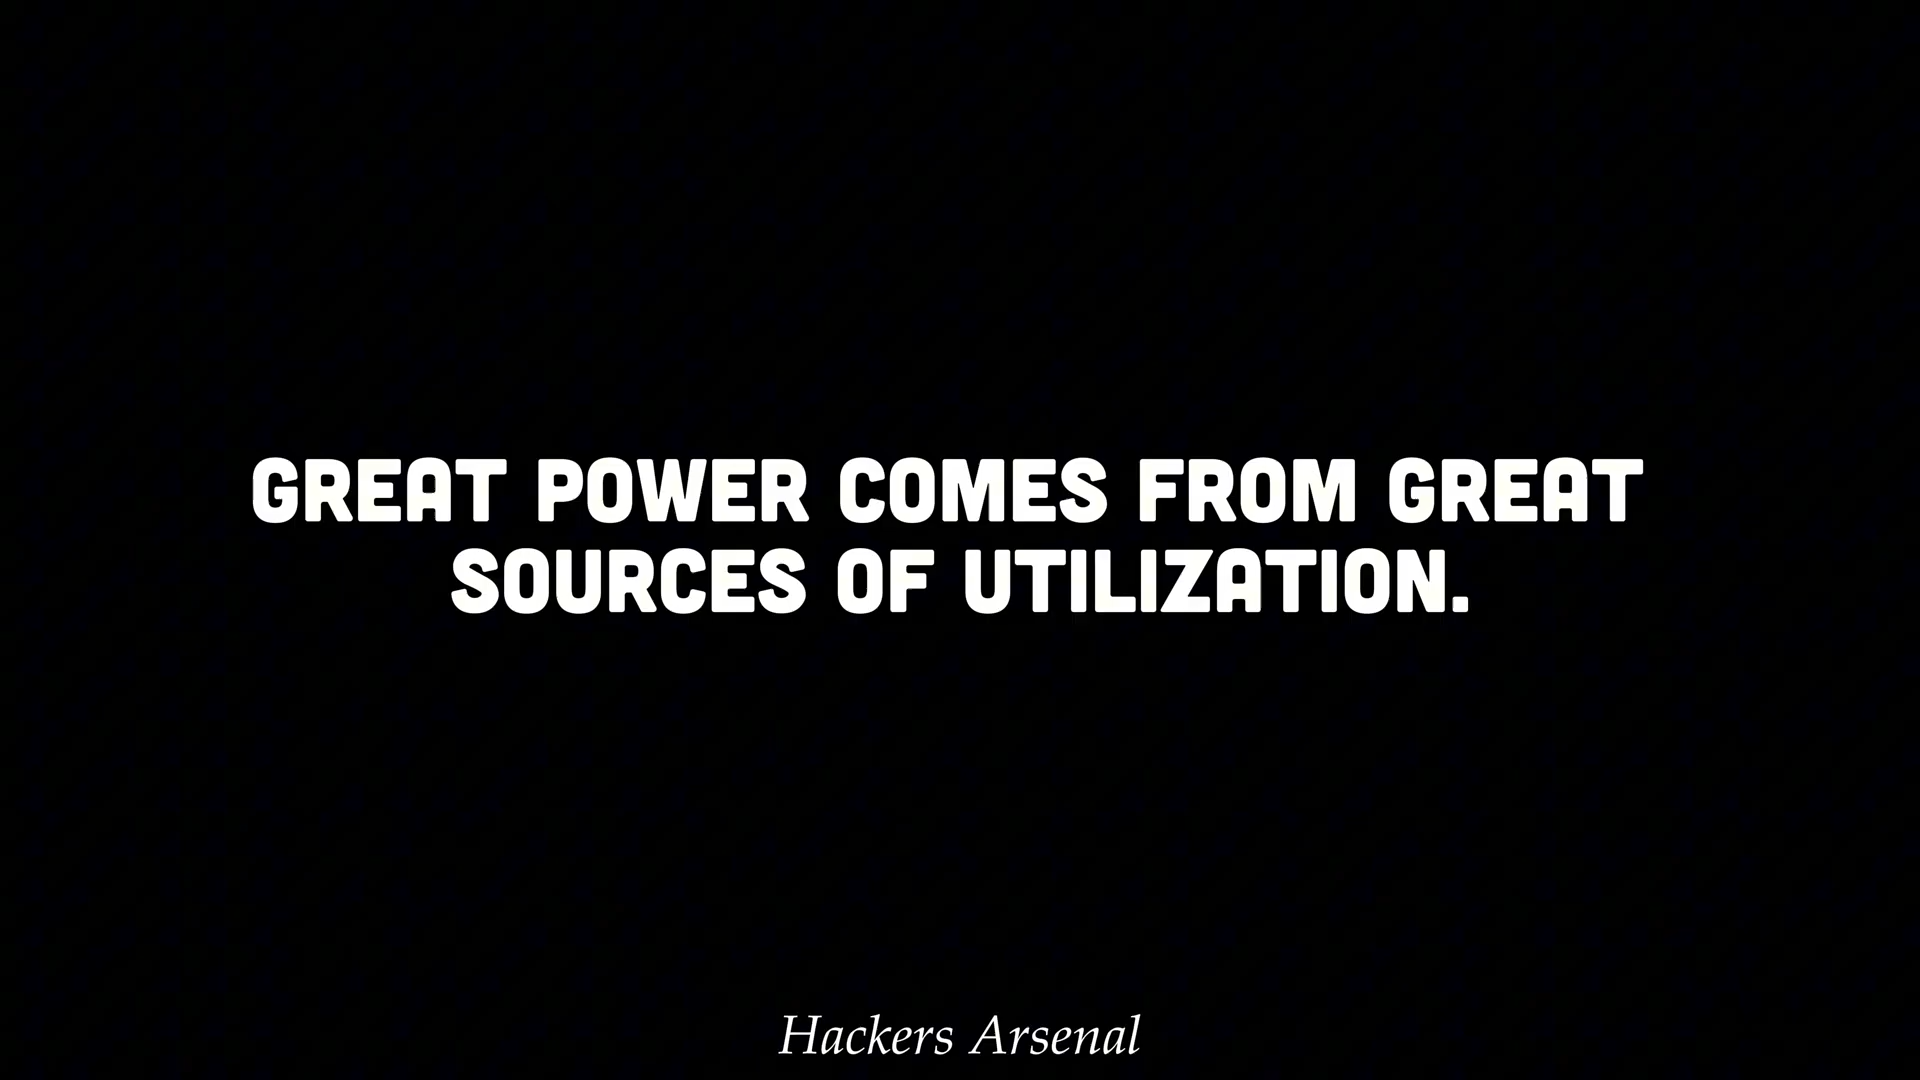 GREAT POWER COMES FROM GREAT
SOURCES OF UTILIZATION.
Hackers Arsenal